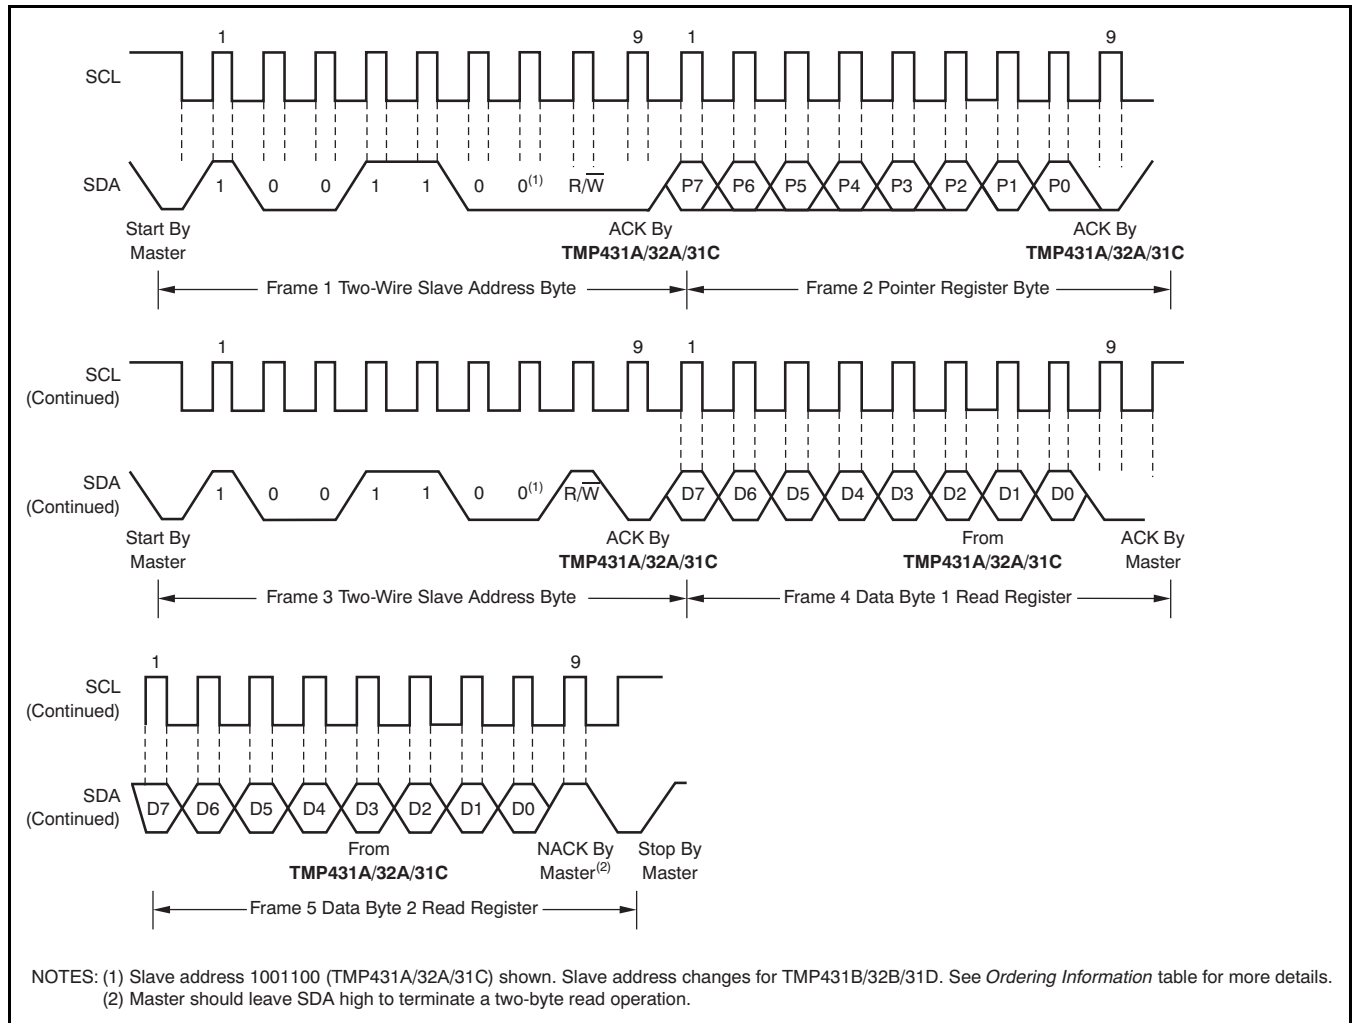 1 9 1 9
SCL
SDA 1 0 0 1 1 0 0(1) R/W P7 P6 P5 P4 P3 P2 P1 P0
Start By
Master
ACK By
TMP431A/32A/31C
ACK By
TMP431A/32A/31C
Frame 1 Two-Wire Slave Address Byte
Frame 2 Pointer Register Byte
1 9 1 9
SCL
(Continued)
SDA
(Continued)
1 0 0 1 1 0 0(1) R/W D7 D6 D5 D4 D3 D2 D1 D0
Start By
Master
ACK By
TMP431A/32A/31C
From
TMP431A/32A/31C
ACK By
Master
Frame 3 Two-Wire Slave Address Byte
Frame 4 Data Byte 1 Read Register
1 9
SCL
(Continued)
SDA
(Continued)
D7 D6 D5 D4 D3 D2 D1 D0
From
TMP431A/32A/31C
NACK By
Master(2)
Stop By
Master
Frame 5 Data Byte 2 Read Register
NOTES: (1) Slave address 1001100 (TMP431A/32A/31C) shown. Slave address changes for TMP431B/32B/31D. See Ordering Information table for more details.
(2) Master should leave SDA high to terminate a two-byte read operation.